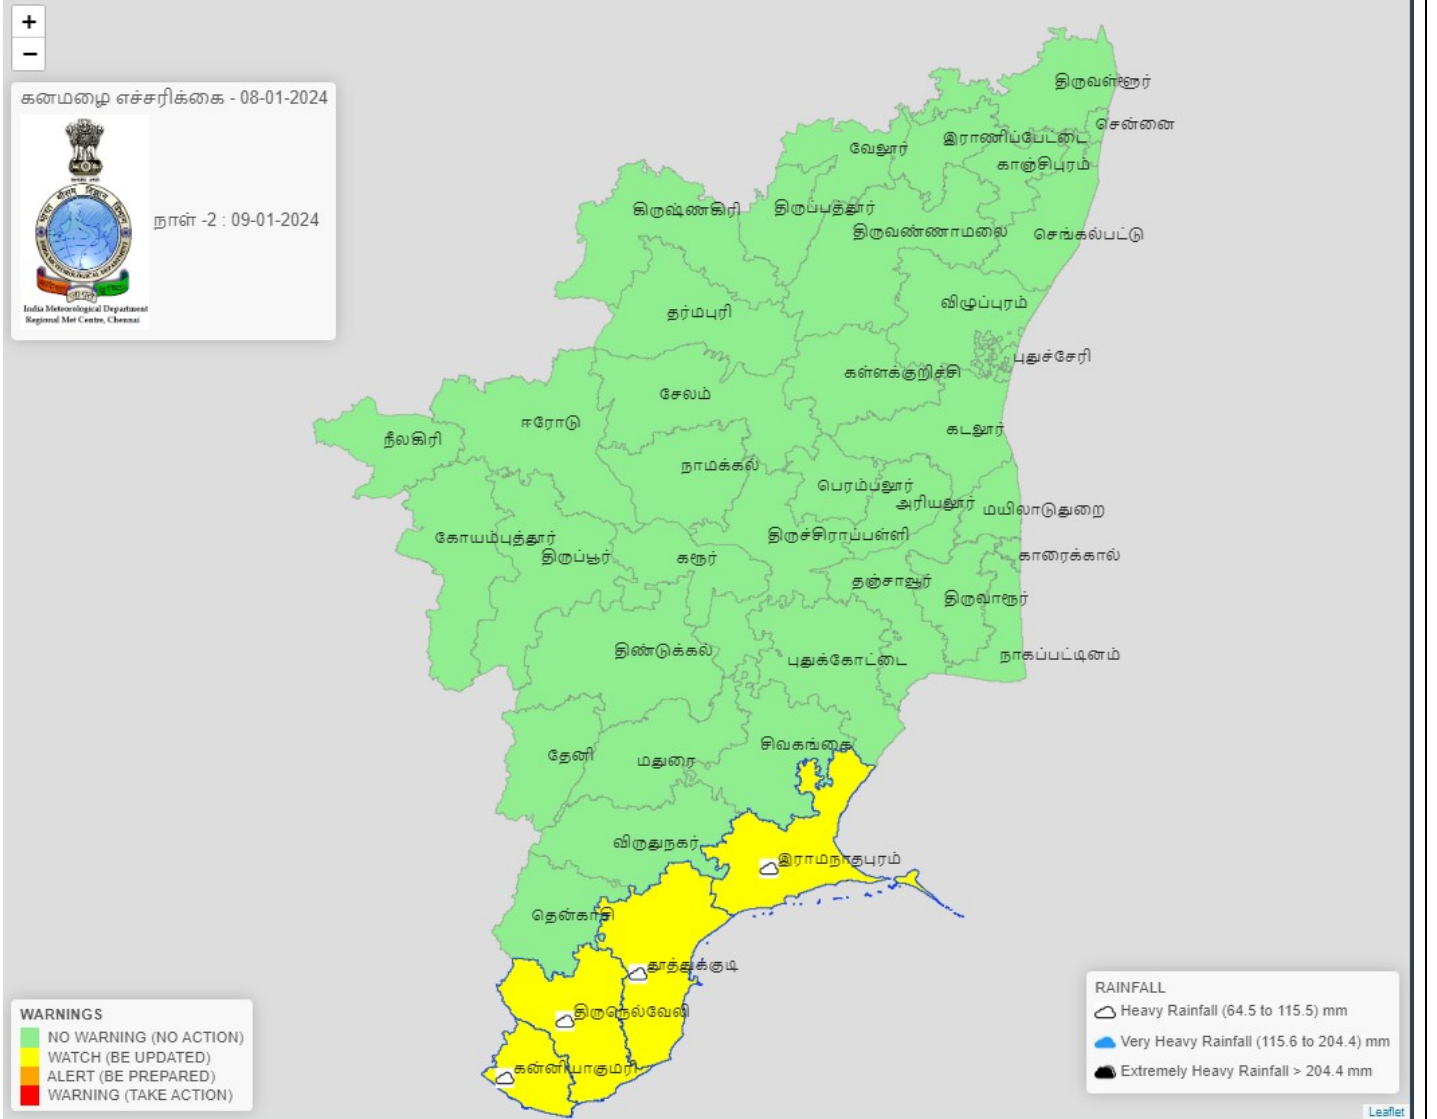 +
−
கனமழை எச்சரிக்கை - 08-01-2024
நாள் -2 : 09-01-2024
India Meteorological Department
Regional Met Centre, Chennai
திருவள்ளூர்
சென்னை
இராணிப்பேட்டை
வேலூர்
காஞ்சிபுரம்
கிருஷ்ணகிரி
திருப்பத்தூர்
திருவண்ணாமலை
செங்கல்பட்டு
விழுப்புரம்
தர்மபுரி
புதுச்சேரி
கள்ளக்குறிச்சி
சேலம்
ஈரோடு
கடலூர்
நீலகிரி
நாமக்கல்
பெரம்பலூர்
அரியலூர்
மயிலாடுதுறை
கோயம்புத்தூர்
திருச்சிராப்பள்ளி
திருப்பூர்
கரூர்
காரைக்கால்
தஞ்சாவூர்
திருவாரூர்
திண்டுக்கல்
புதுக்கோட்டை
நாகப்பட்டினம்
சிவகங்கை
தேனி
மதுரை
விருதுநகர்
இராமநாதபுரம்
தென்காசி
தூத்துக்குடி
திருநெல்வேலி
கன்னியாகுமரி
WARNINGS
NO WARNING (NO ACTION)
WATCH (BE UPDATED)
ALERT (BE PREPARED)
WARNING (TAKE ACTION)
RAINFALL
Heavy Rainfall (64.5 to 115.5) mm
Very Heavy Rainfall (115.6 to 204.4) mm
Extremely Heavy Rainfall > 204.4 mm
Leaflet